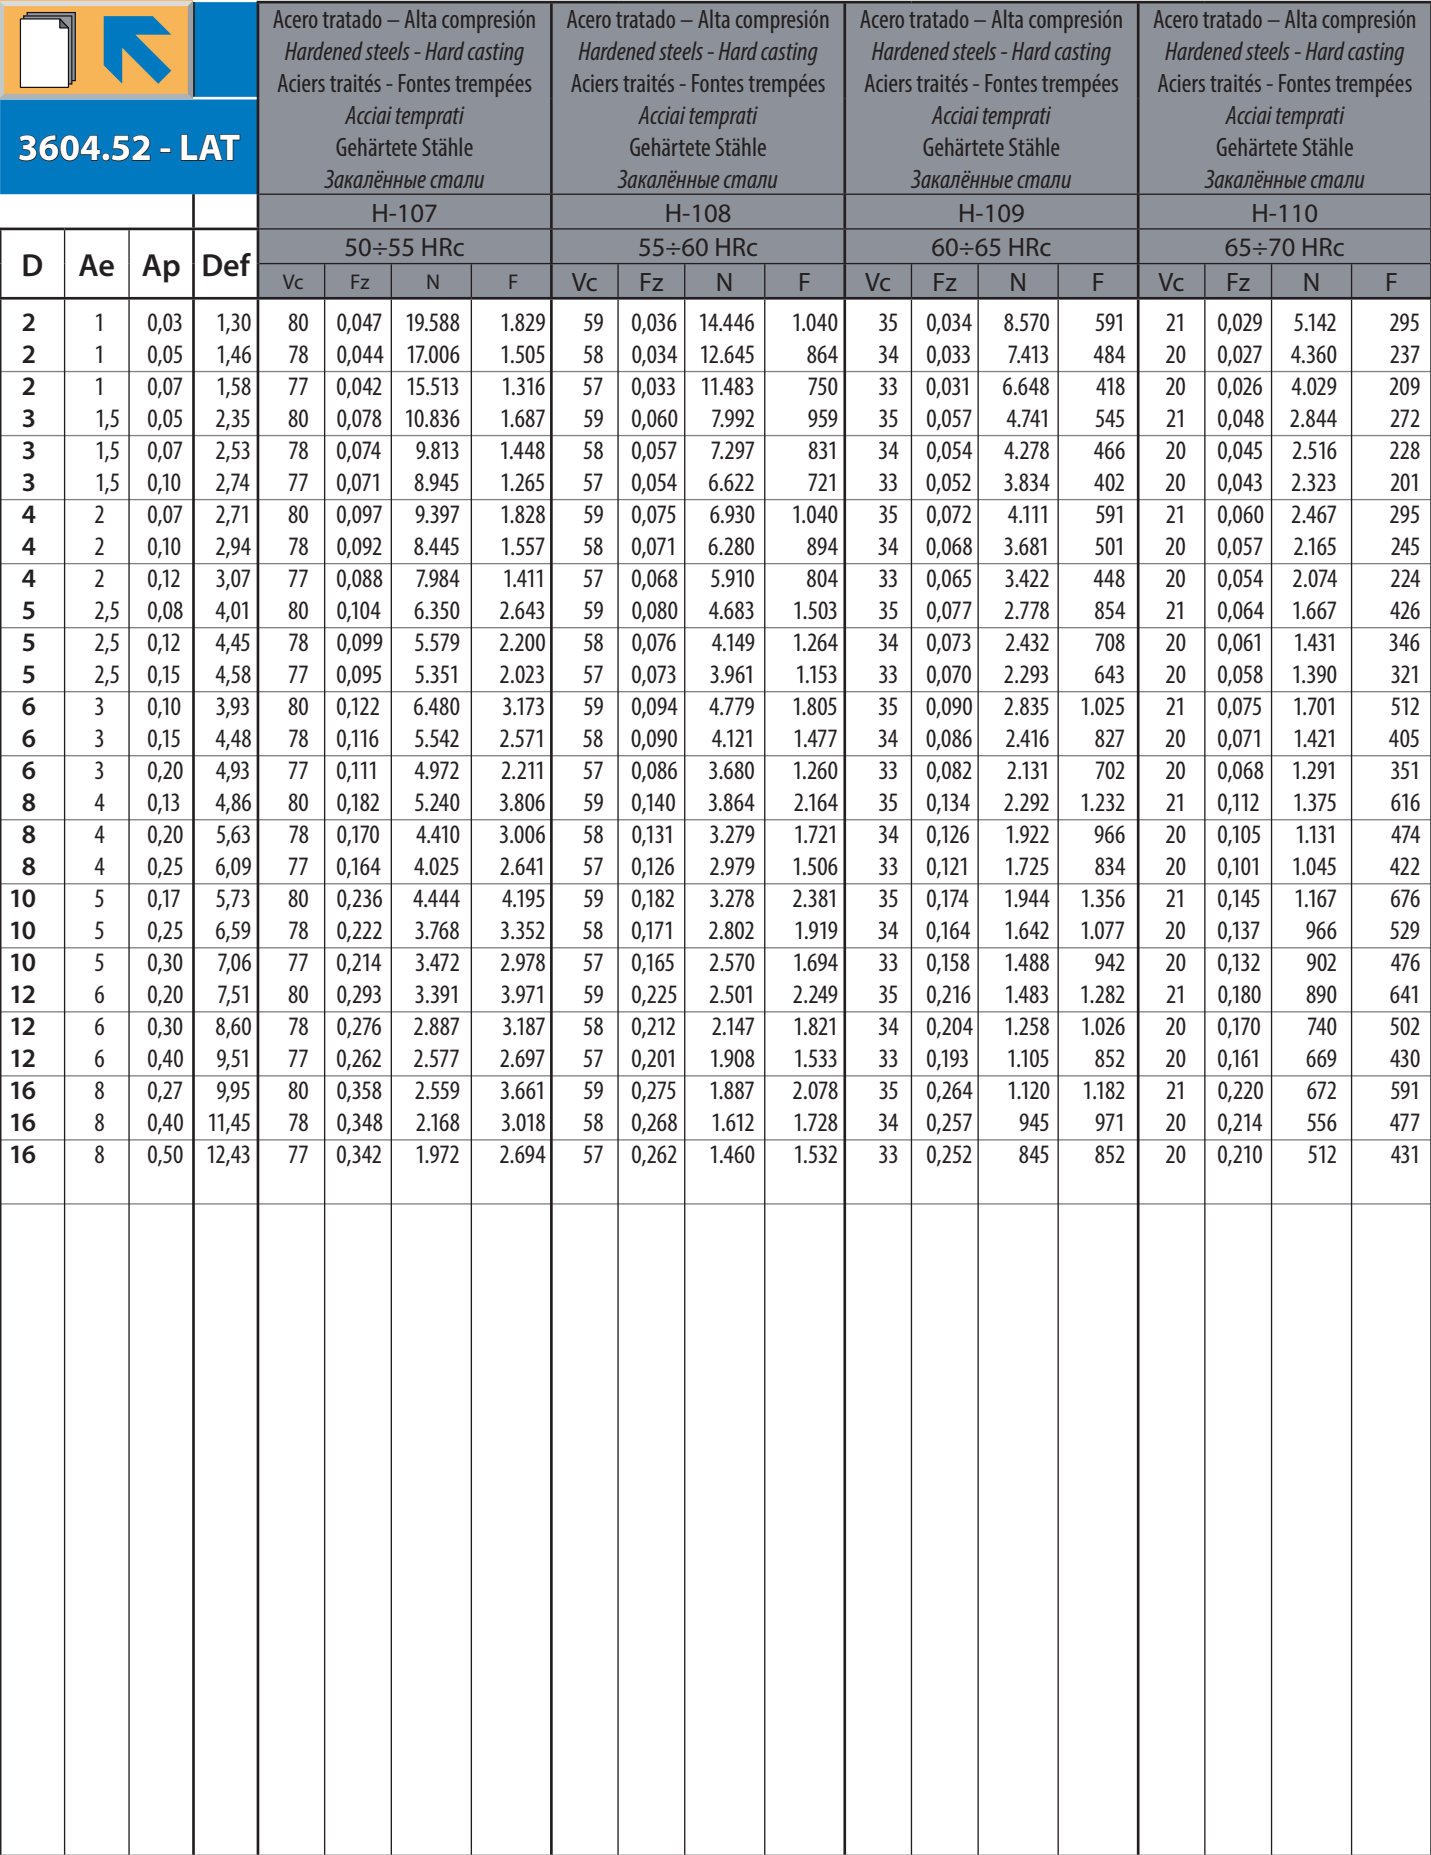 3604.52 - LAT
Acero tratado – Alta compresión Acero tratado – Alta compresión Acero tratado – Alta compresión Acero tratado – Alta compresión
Hardened steels - Hard casting Hardened steels - Hard casting Hardened steels - Hard casting Hardened steels - Hard casting
Aciers traités - Fontes trempées Aciers traités - Fontes trempées Aciers traités - Fontes trempées Aciers traités - Fontes trempées
Acciai temprati Acciai temprati Acciai temprati Acciai temprati
Gehärtete Stähle Gehärtete Stähle Gehärtete Stähle Gehärtete Stähle
Закалённые стали Закалённые стали Закалённые стали Закалённые стали
H-107 H-108 H-109 H-110
50÷55 HRc 55÷60 HRc 60÷65 HRc 65÷70 HRc
D Ae Ap Def Vc Fz N F Vc Fz N F Vc Fz N F Vc Fz N F
2 1 0,03 1,30 80 0,047 19.588 1.829 59 0,036 14.446 1.040 35 0,034 8.570 591 21 0,029 5.142 295
2 1 0,05 1,46 78 0,044 17.006 1.505 58 0,034 12.645 864 34 0,033 7.413 484 20 0,027 4.360 237
2 1 0,07 1,58 77 0,042 15.513 1.316 57 0,033 11.483 750 33 0,031 6.648 418 20 0,026 4.029 209
3 1,5 0,05 2,35 80 0,078 10.836 1.687 59 0,060 7.992 959 35 0,057 4.741 545 21 0,048 2.844 272
3 1,5 0,07 2,53 78 0,074 9.813 1.448 58 0,057 7.297 831 34 0,054 4.278 466 20 0,045 2.516 228
3 1,5 0,10 2,74 77 0,071 8.945 1.265 57 0,054 6.622 721 33 0,052 3.834 402 20 0,043 2.323 201
4 2 0,07 2,71 80 0,097 9.397 1.828 59 0,075 6.930 1.040 35 0,072 4.111 591 21 0,060 2.467 295
4 2 0,10 2,94 78 0,092 8.445 1.557 58 0,071 6.280 894 34 0,068 3.681 501 20 0,057 2.165 245
4 2 0,12 3,07 77 0,088 7.984 1.411 57 0,068 5.910 804 33 0,065 3.422 448 20 0,054 2.074 224
5 2,5 0,08 4,01 80 0,104 6.350 2.643 59 0,080 4.683 1.503 35 0,077 2.778 854 21 0,064 1.667 426
5 2,5 0,12 4,45 78 0,099 5.579 2.200 58 0,076 4.149 1.264 34 0,073 2.432 708 20 0,061 1.431 346
5 2,5 0,15 4,58 77 0,095 5.351 2.023 57 0,073 3.961 1.153 33 0,070 2.293 643 20 0,058 1.390 321
6 3 0,10 3,93 80 0,122 6.480 3.173 59 0,094 4.779 1.805 35 0,090 2.835 1.025 21 0,075 1.701 512
6 3 0,15 4,48 78 0,116 5.542 2.571 58 0,090 4.121 1.477 34 0,086 2.416 827 20 0,071 1.421 405
6 3 0,20 4,93 77 0,111 4.972 2.211 57 0,086 3.680 1.260 33 0,082 2.131 702 20 0,068 1.291 351
8 4 0,13 4,86 80 0,182 5.240 3.806 59 0,140 3.864 2.164 35 0,134 2.292 1.232 21 0,112 1.375 616
8 4 0,20 5,63 78 0,170 4.410 3.006 58 0,131 3.279 1.721 34 0,126 1.922 966 20 0,105 1.131 474
8 4 0,25 6,09 77 0,164 4.025 2.641 57 0,126 2.979 1.506 33 0,121 1.725 834 20 0,101 1.045 422
10 5 0,17 5,73 80 0,236 4.444 4.195 59 0,182 3.278 2.381 35 0,174 1.944 1.356 21 0,145 1.167 676
10 5 0,25 6,59 78 0,222 3.768 3.352 58 0,171 2.802 1.919 34 0,164 1.642 1.077 20 0,137 966 529
10 5 0,30 7,06 77 0,214 3.472 2.978 57 0,165 2.570 1.694 33 0,158 1.488 942 20 0,132 902 476
12 6 0,20 7,51 80 0,293 3.391 3.971 59 0,225 2.501 2.249 35 0,216 1.483 1.282 21 0,180 890 641
12 6 0,30 8,60 78 0,276 2.887 3.187 58 0,212 2.147 1.821 34 0,204 1.258 1.026 20 0,170 740 502
12 6 0,40 9,51 77 0,262 2.577 2.697 57 0,201 1.908 1.533 33 0,193 1.105 852 20 0,161 669 430
16 8 0,27 9,95 80 0,358 2.559 3.661 59 0,275 1.887 2.078 35 0,264 1.120 1.182 21 0,220 672 591
16 8 0,40 11,45 78 0,348 2.168 3.018 58 0,268 1.612 1.728 34 0,257 945 971 20 0,214 556 477
16 8 0,50 12,43 77 0,342 1.972 2.694 57 0,262 1.460 1.532 33 0,252 845 852 20 0,210 512 431